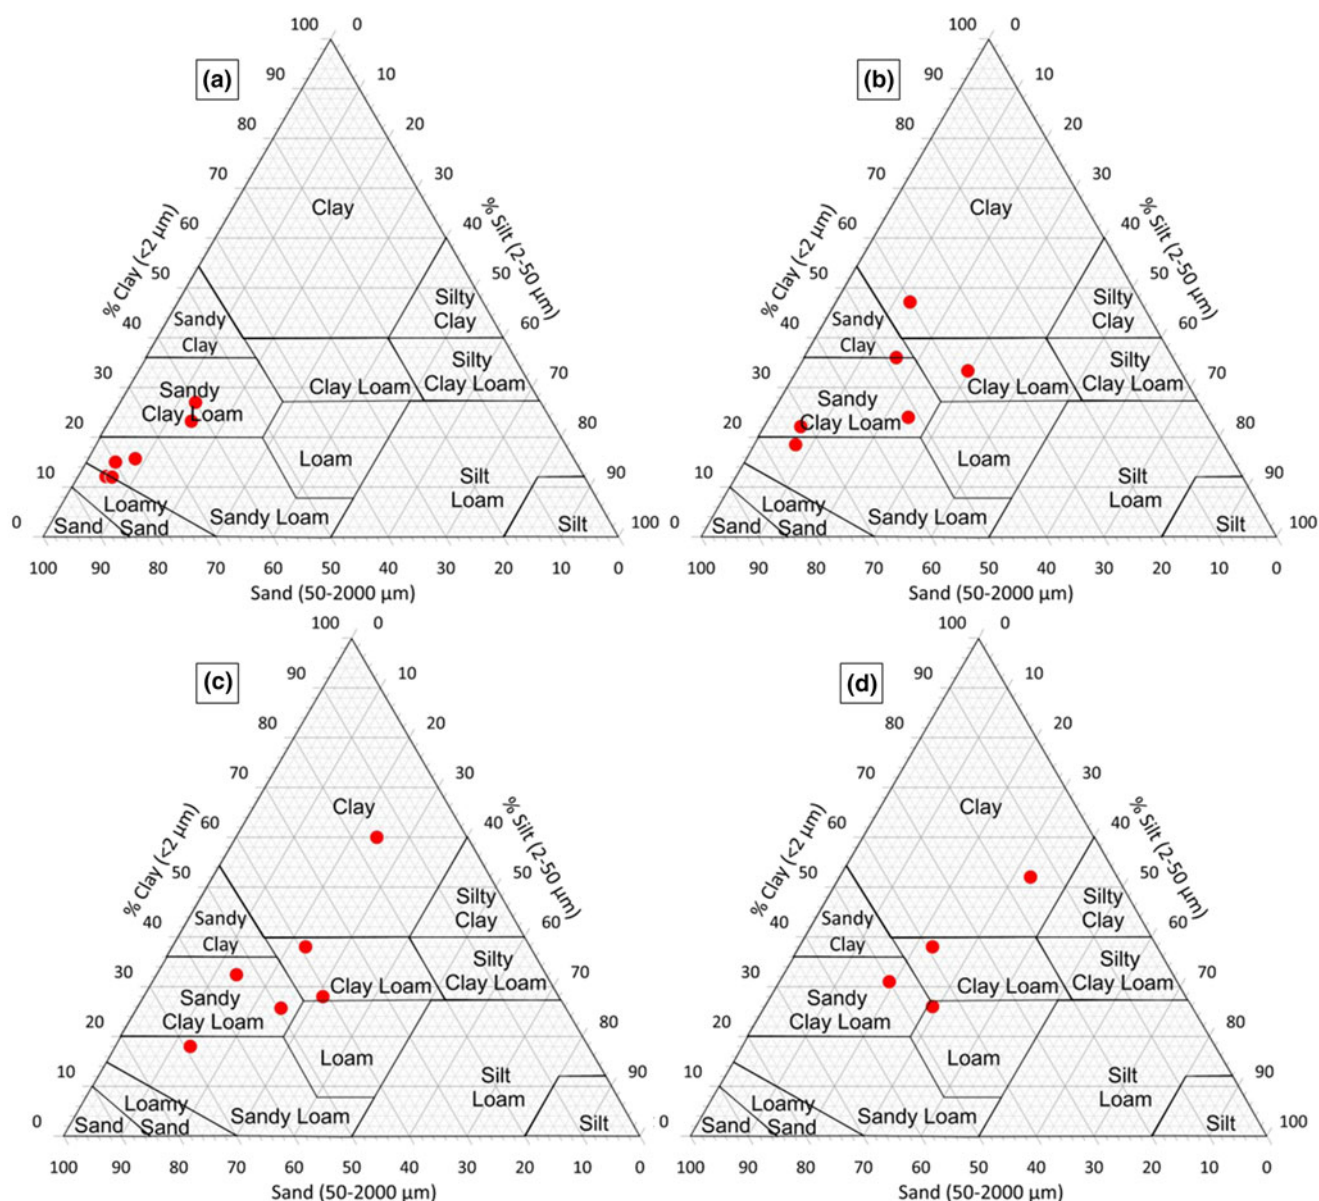 100 0
(a)
90 10
80 20
70 30
Clay
60 40
% Clay (<2 µm)
% Silt (2-50 µm)
50 50
Silty
Clay
Sandy
Clay
40 60
Silty
Clay Loam
Clay Loam
30 70
Sandy
Clay Loam
20 80
Loam
Silt
Loam
10 90
Loamy
Sand
Sandy Loam
Sand
Silt
0 100
100 90 80 70 60 50 40 30 20 10 0
Sand (50-2000 µm)
100 0
(b)
90 10
80 20
70 30
Clay
60 40
% Clay (<2 µm)
% Silt (2-50 µm)
50 50
Silty
Clay
Sandy
Clay
40 60
Silty
Clay Loam
Clay Loam
30 70
Sandy
Clay Loam
20 80
Loam
Silt
Loam
10 90
Loamy
Sand
Sandy Loam
Sand
Silt
0 100
100 90 80 70 60 50 40 30 20 10 0
Sand (50-2000 µm)
100 0
(c)
90 10
80 20
70 30
Clay
60 40
% Clay (<2 µm)
% Silt (2-50 µm)
50 50
Silty
Clay
Sandy
Clay
40 60
Silty
Clay Loam
Clay Loam
30 70
Sandy
Clay Loam
20 80
Loam
Silt
Loam
10 90
Loamy
Sand
Sandy Loam
Sand
Silt
0
100 90 80 70 60 50 40 30 20 10 0
Sand (50-2000 µm)
100 0
(d)
90 10
80 20
70 30
Clay
60 40
% Clay (<2 µm)
% Silt (2-50 µm)
50 50
Silty
Clay
Sandy
Clay
40 60
Silty
Clay Loam
Clay Loam
30 70
Sandy
Clay Loam
20 80
Loam
Silt
Loam
10 90
Loamy
Sand
Sandy Loam
Sand
Silt
0 100
100 90 80 70 60 50 40 30 20 10 0
Sand (50-2000 µm)